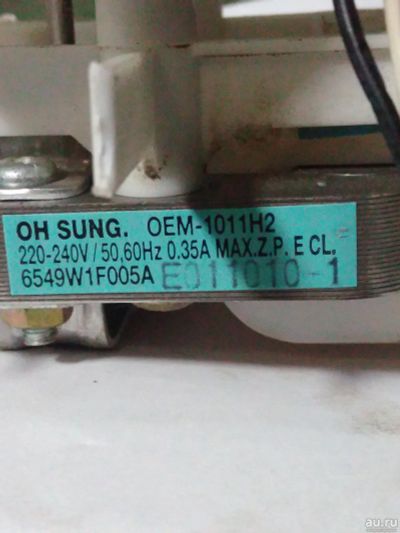 OH SUNG. OEM-1011H2
220-240V / 50,60Hz 0.35A MAX.Z.P. E CL.
6549W1F005A E011010-1
au.ru